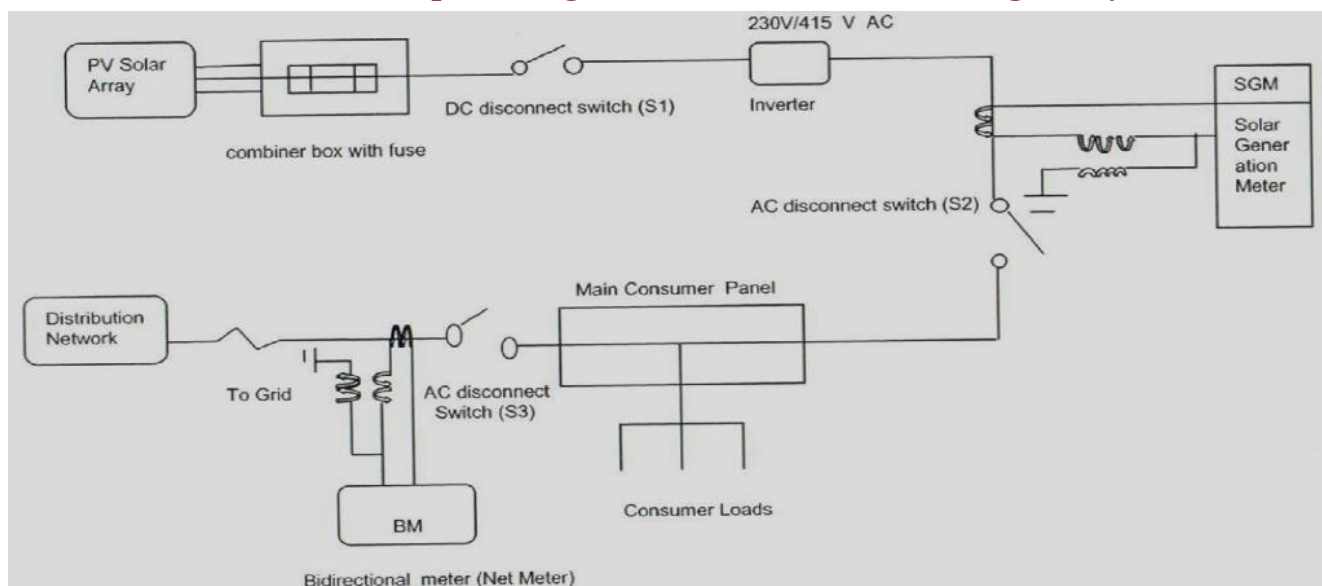 230V/415 V AC
PV Solar
Array
combiner box with fuse
DC disconnect switch (S1)
Inverter
SGM
Solar
Gener
ation
Meter
AC disconnect switch (S2)
Distribution
Network
To Grid
AC disconnect
Switch (S3)
Main Consumer Panel
Consumer Loads
BM
Bidirectional meter (Net Meter)